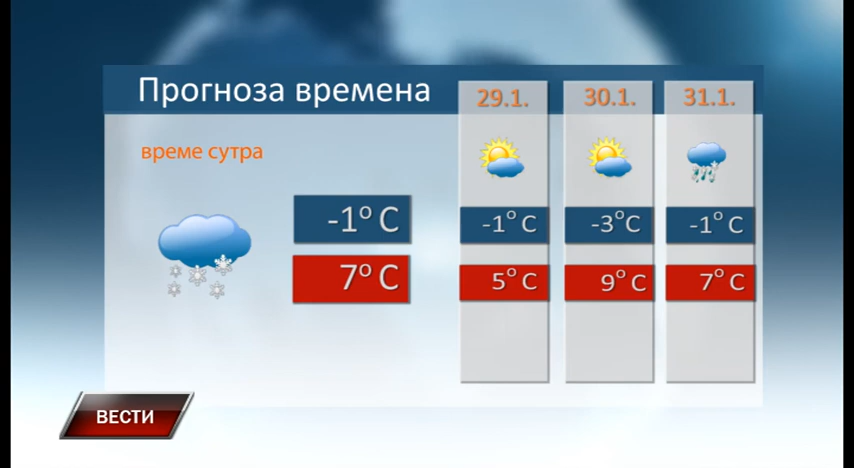 Прогноза времена
време сутра
-1° C
7° C
29.1.
-1° C
5° C
30.1.
-3°C
9° C
31.1.
-1° C
7° C
ВЕСТИ